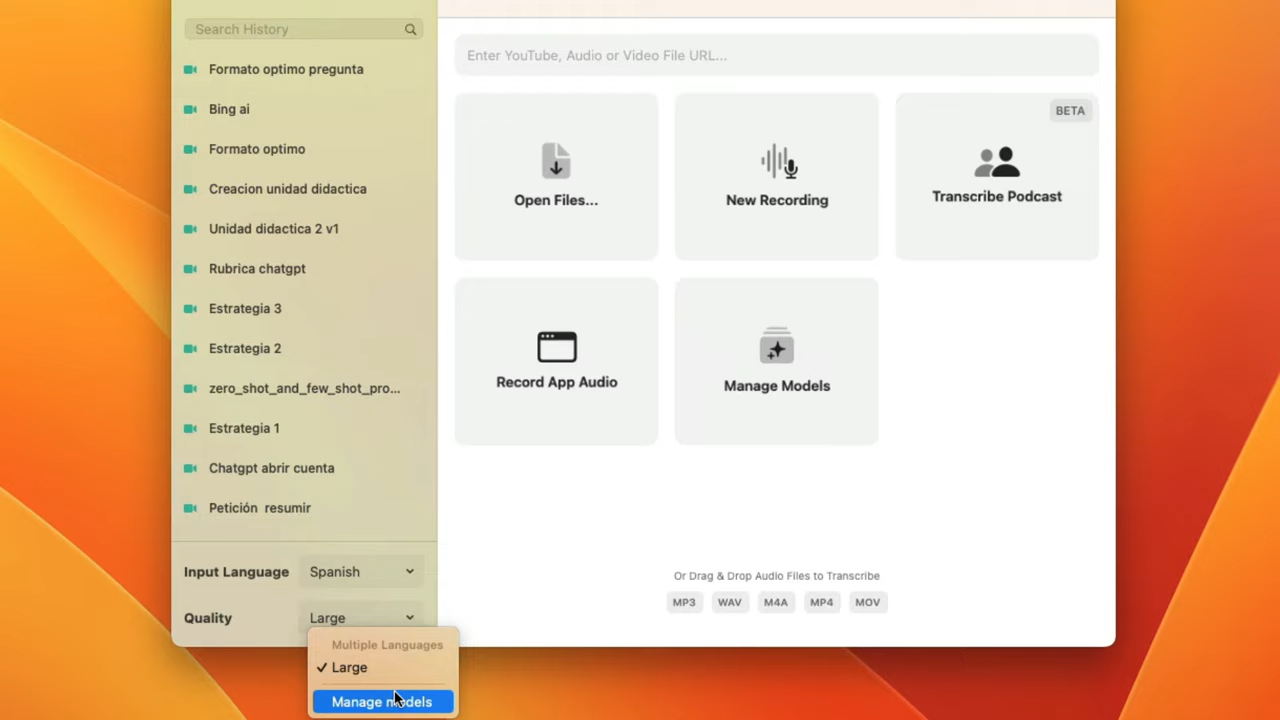 Search History
Formato optimo pregunta
Bing ai
Formato optimo
Creacion unidad didactica
Unidad didactica 2 v1
Rubrica chatgpt
Estrategia 3
Estrategia 2
zero_shot_and_few_shot_pro...
Estrategia 1
Chatgpt abrir cuenta
Petición resumir
Input Language
Spanish
Quality
Large
Multiple Languages
✓ Large
Manage models
Enter YouTube, Audio or Video File URL...
Open Files...
New Recording
BETA
Transcribe Podcast
Record App Audio
Manage Models
Or Drag & Drop Audio Files to Transcribe
MP3 WAV M4A MP4 MOV